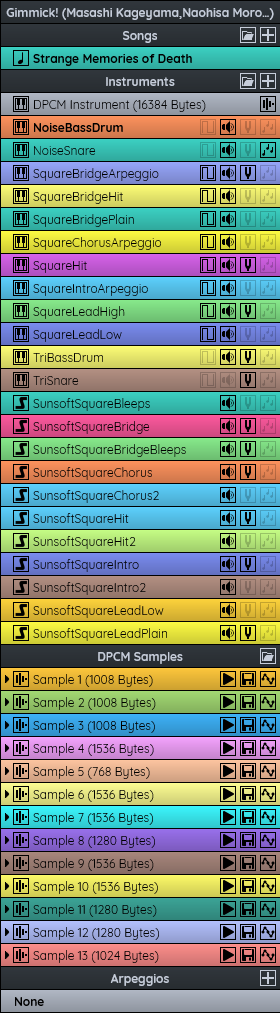 Gimmick! (Masashi Kageyama,Naohisa Moro...)
Songs
Strange Memories of Death
Instruments
DPCM Instrument (16384 Bytes)
NoiseBassDrum
NoiseSnare
SquareBridgeArpeggio
SquareBridgeHit
SquareBridgePlain
SquareChorusArpeggio
SquareHit
SquareIntroArpeggio
SquareLeadHigh
SquareLeadLow
TriBassDrum
TriSnare
SunsoftSquareBleeps
SunsoftSquareBridge
SunsoftSquareBridgeBleeps
SunsoftSquareChorus
SunsoftSquareChorus2
SunsoftSquareHit
SunsoftSquareHit2
SunsoftSquareIntro
SunsoftSquareIntro2
SunsoftSquareLeadLow
SunsoftSquareLeadPlain
DPCM Samples
Sample 1 (1008 Bytes)
Sample 2 (1008 Bytes)
Sample 3 (1008 Bytes)
Sample 4 (1536 Bytes)
Sample 5 (768 Bytes)
Sample 6 (1536 Bytes)
Sample 7 (1536 Bytes)
Sample 8 (1280 Bytes)
Sample 9 (1536 Bytes)
Sample 10 (1536 Bytes)
Sample 11 (1280 Bytes)
Sample 12 (1280 Bytes)
Sample 13 (1024 Bytes)
Arpeggios
None